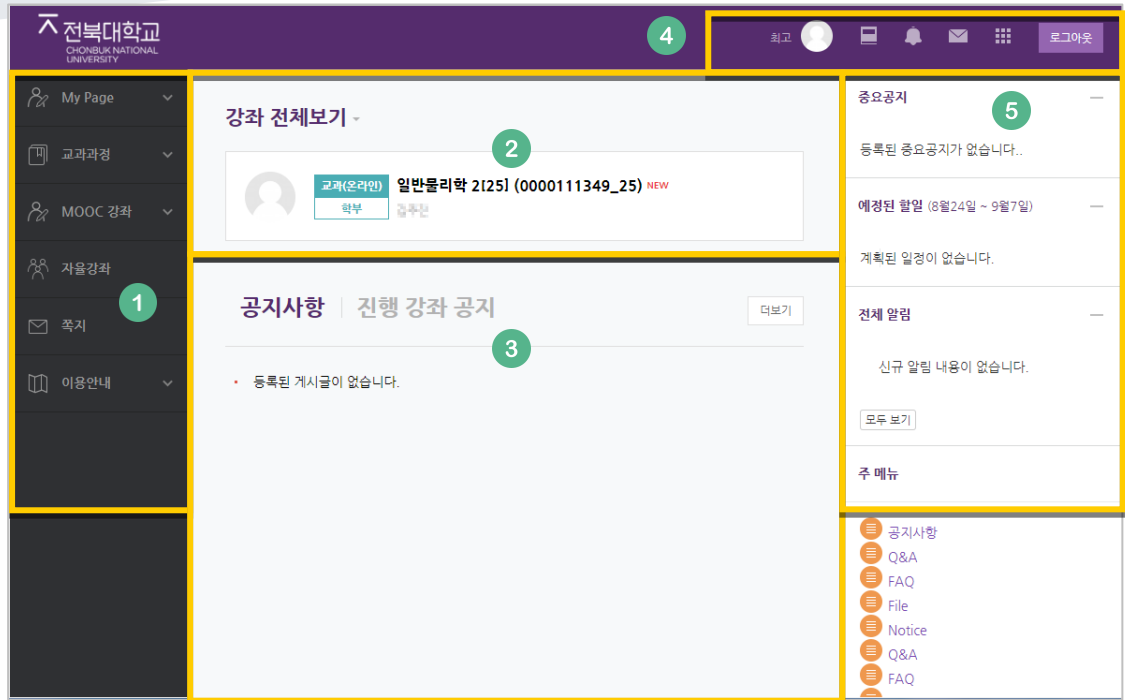 전북대학교
CHONBUK NATIONAL
UNIVERSITY
4
최고
로그아웃
My Page
교과과정
MOOC 강좌
자율강좌
1
쪽지
이용안내
강좌 전체보기
2
교과(온라인)
학부
일반물리학 2[25] (0000111349_25) NEW
공지사항
진행 강좌 공지
더보기
3
등록된 게시글이 없습니다.
중요공지
5
등록된 중요공지가 없습니다..
예정된 할일 (8월24일 ~ 9월7일)
계획된 일정이 없습니다.
전체 알림
신규 알림 내용이 없습니다.
모두 보기
주 메뉴
공지사항
Q&A
FAQ
File
Notice
Q&A
FAQ